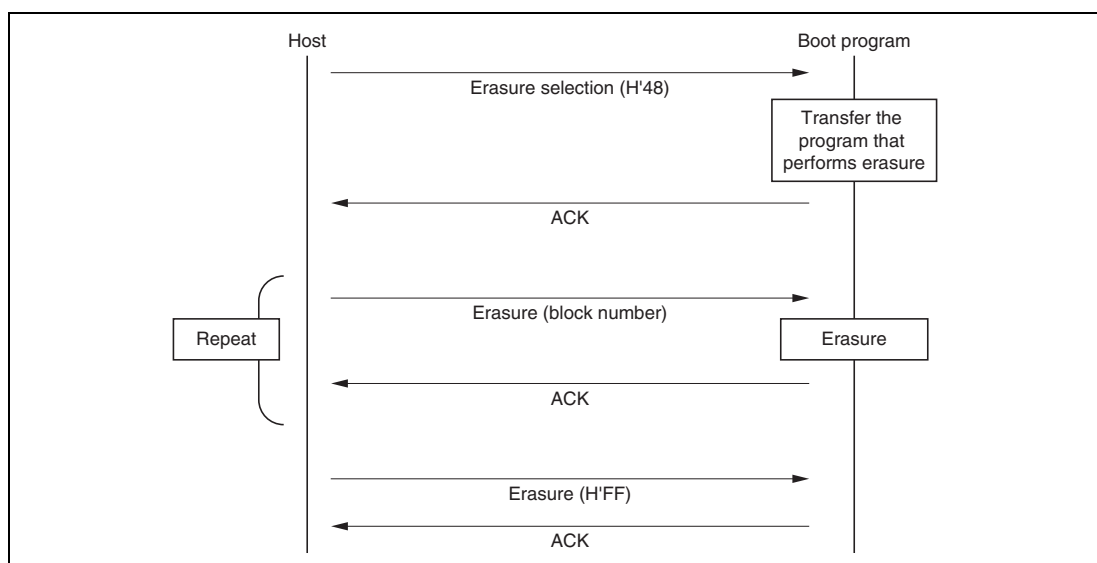 Host
Boot program
Erasure selection (H'48)
Transfer the
program that
performs erasure
ACK
Erasure (block number)
Repeat
Erasure
ACK
Erasure (H'FF)
ACK